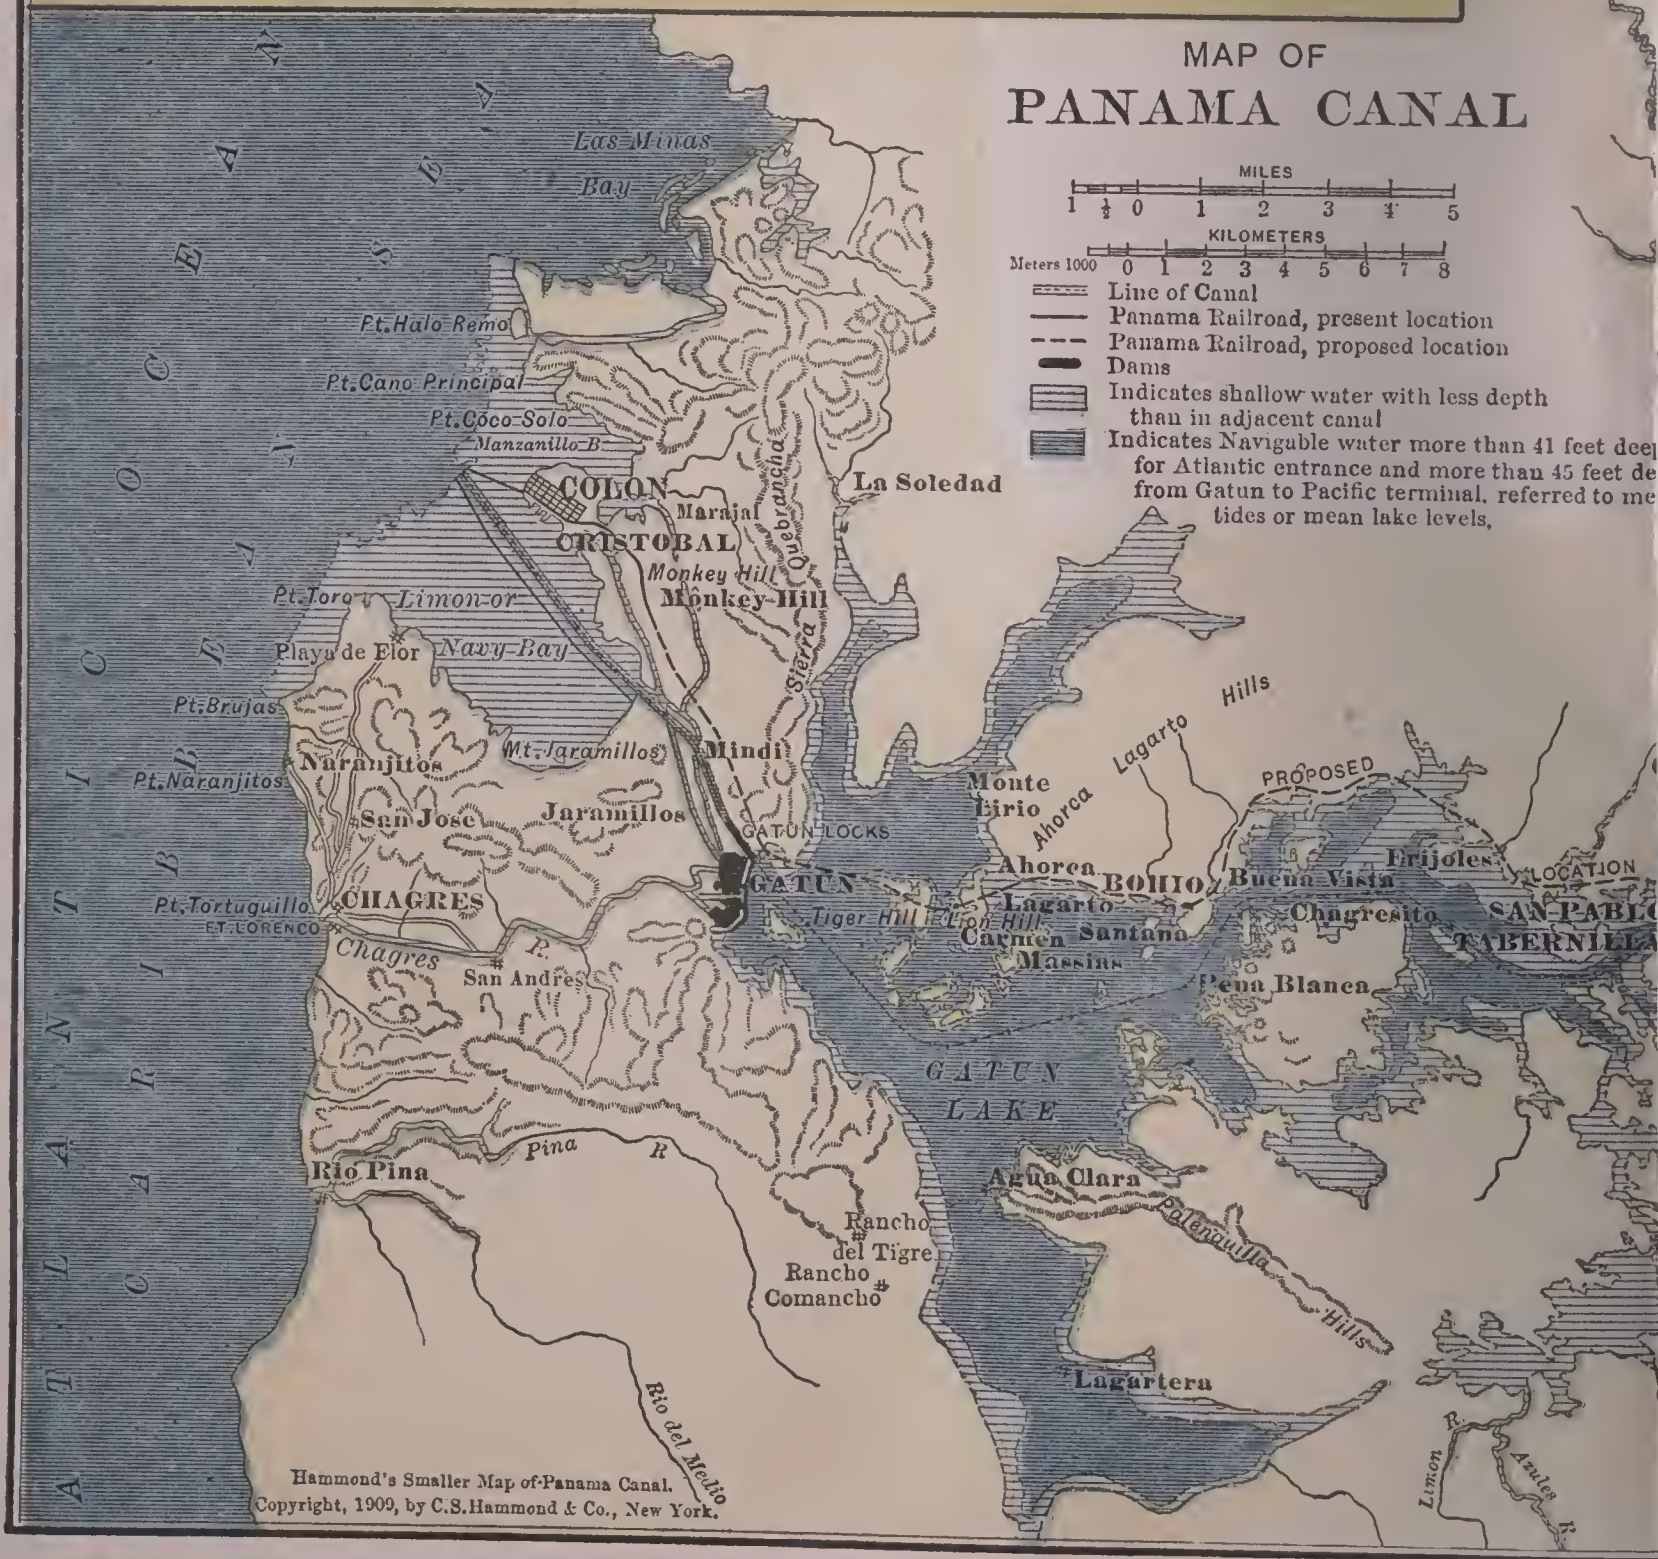 MAP OF
PANAMA CANAL
MILES
1 ½ 0 1 2 3 4 5
KILOMETERS
Meters 1000 0 1 2 3 4 5 6 7 8
Line of Canal
Panama Railroad, present location
Panama Railroad, proposed location
Dams
Indicates shallow water with less depth
than in adjacent canal
Indicates Navigable water more than 41 feet deep
for Atlantic entrance and more than 45 feet de
from Gatun to Pacific terminal, referred to me
tides or mean lake levels,
ATLANTIC OCEAN
CARIBBEAN SEA
Las Minas
Bay
Pt. Halo Remo
Pt. Cano Principal
Pt. Coco Solo
Manzanillo B
COLON
Marajal
CRISTOBAL
Monkey Hill
Monkey Hill
Sierra Quebrancha
La Soledad
Pt. Toro
Limon or
Navy Bay
Playa de Flor
Pt. Brujas
Naranjitos
Pt. Naranjitos
Mt. Jaramillos
Mindi
San Jose
Jaramillos
GATUN LOCKS
Monte
Lirio
Ahorca Lagarto Hills
PROPOSED
LOCATION
GATUN
Ahorca
BOHIO
Buena Vista
Frijoles
CHAGRES
Pt. Tortuguillo
FT. LORENCO
Chagres R.
San Andres
Tiger Hill
Lion Hill
Lagarto
Carmen
Santana
Massias
Chagresito
SAN PABLO
TABERNILLA
Pena Blanca
GATUN
LAKE
Pina R
Rio Pina
Agua Clara
Palenquilla Hills
Rancho
del Tigre
Rancho
Comancho
Lagartera
Rio del Medio
Limon R.
Azules R.
Hammond's Smaller Map of Panama Canal.
Copyright, 1909, by C.S. Hammond & Co., New York.